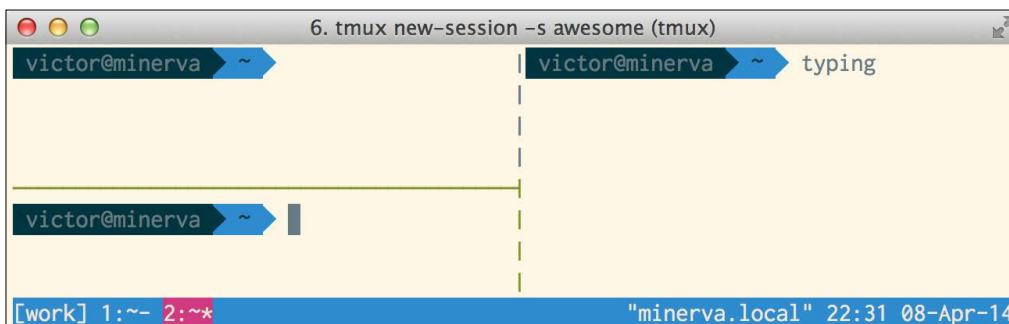 6. tmux new-session -s awesome (tmux)
victor@minerva ~
victor@minerva ~ typing
victor@minerva ~
[work] 1:~- 2:~* "minerva.local" 22:31 08-Apr-14